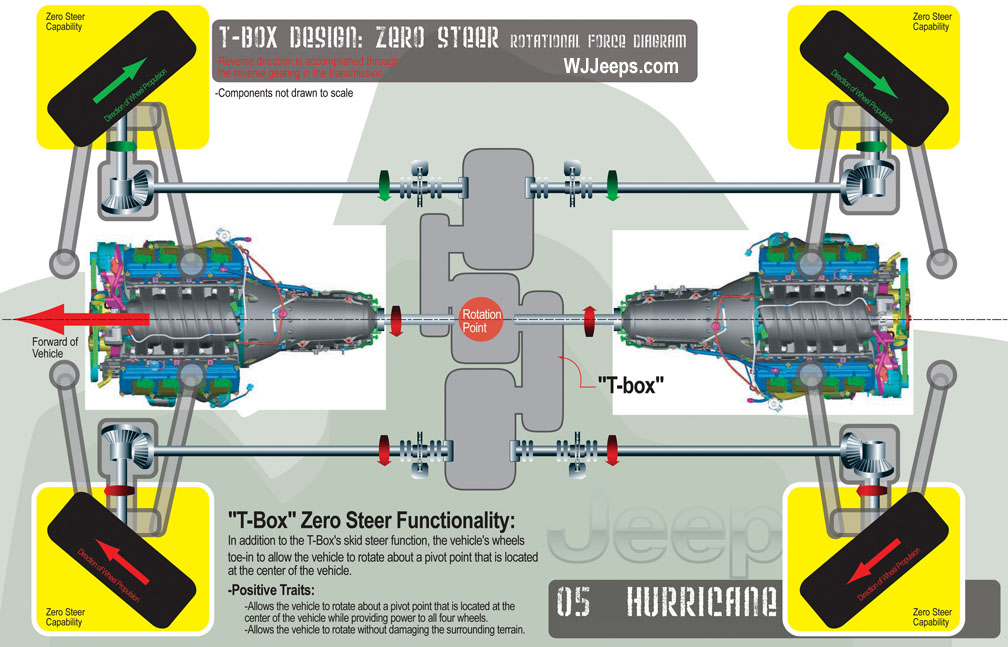 Zero Steer
Capability
T-BOX DESIGN: ZERO STEER ROTATIONAL FORCE DIAGRAM
-Reverse direction is accomplished through
the reverse gearing in the transmission
WJJeeps.com
-Components not drawn to scale
Zero Steer
Capability
Direction of Wheel Propulsion
Direction of Wheel Propulsion
Rotation
Point
Forward of
Vehicle
"T-box"
"T-Box" Zero Steer Functionality:
In addition to the T-Box's skid steer function, the vehicle's wheels
toe-in to allow the vehicle to rotate about a pivot point that is located
at the center of the vehicle.
-Positive Traits:
-Allows the vehicle to rotate about a pivot point that is located at the
center of the vehicle while providing power to all four wheels.
-Allows the vehicle to rotate without damaging the surrounding terrain.
Jeep
Direction of Wheel Propulsion
Direction of Wheel Propulsion
05 HURRICANE
Zero Steer
Capability
Zero Steer
Capability